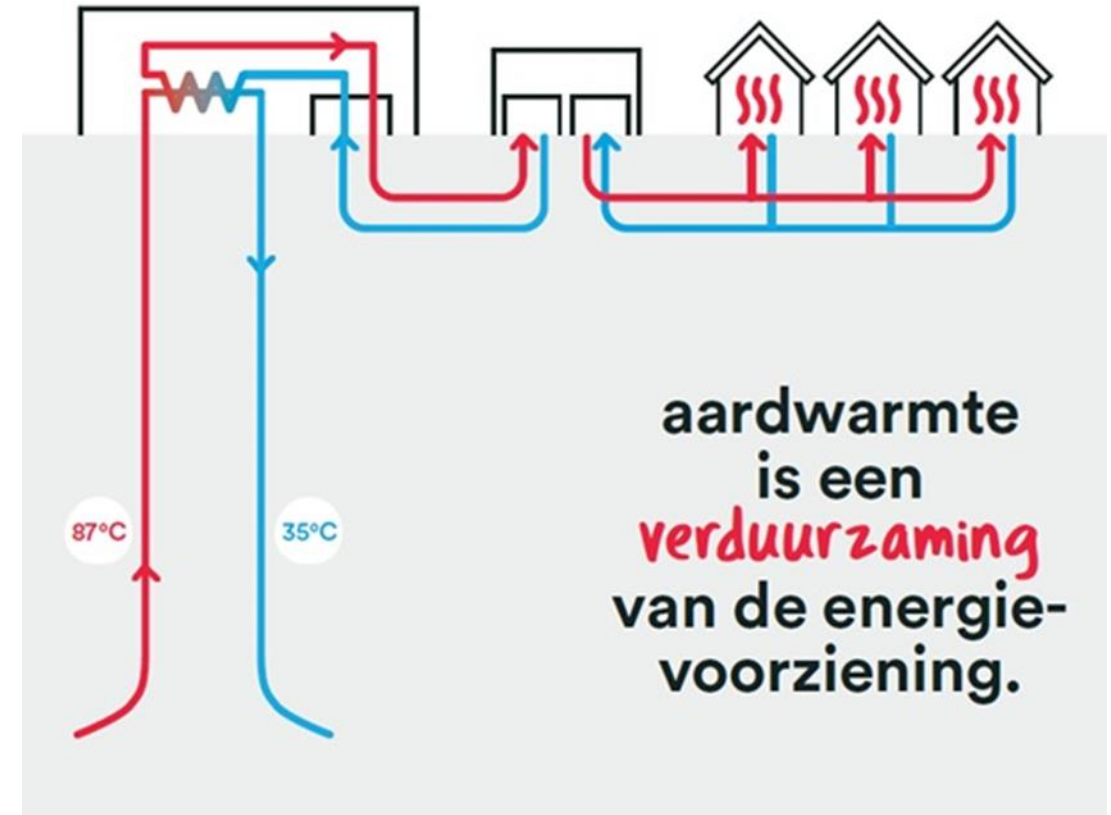 87°C
35°C
aardwarmte
is een
verduurzaming
van de energie-
voorziening.